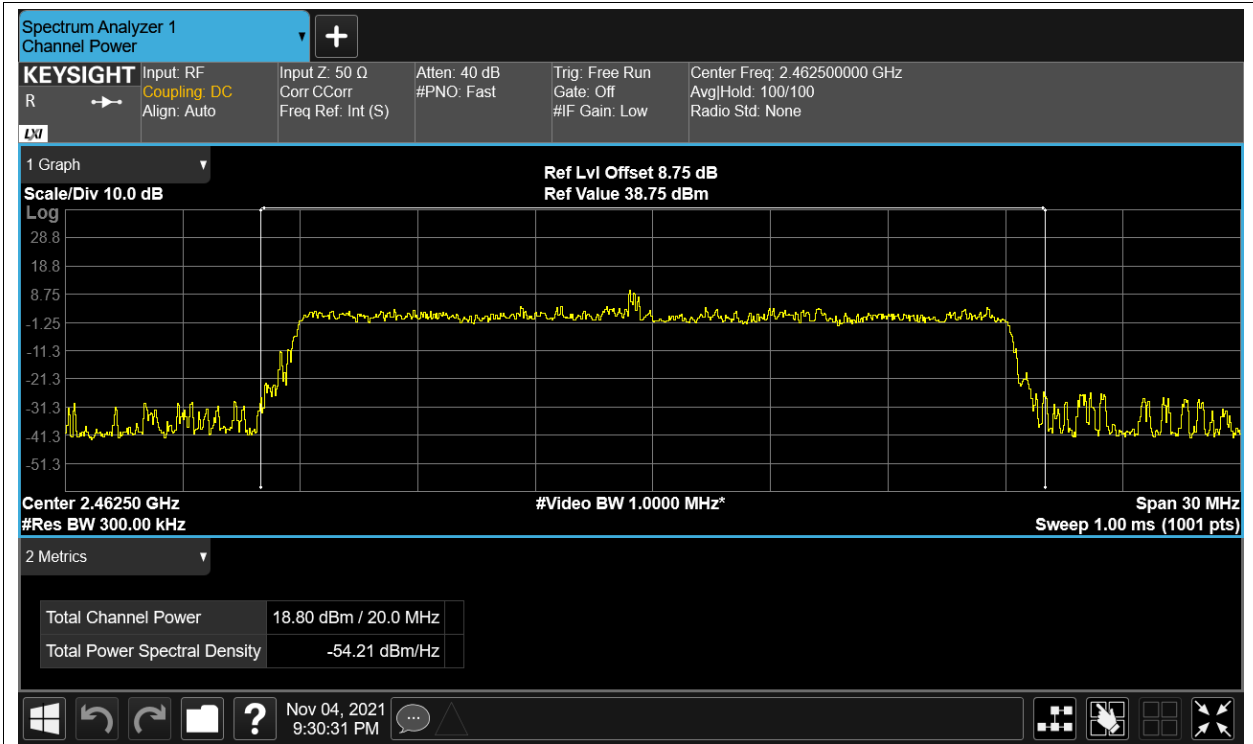 Spectrum Analyzer 1
Channel Power
KEYSIGHT
R
LXI
Input: RF
Coupling: DC
Align: Auto
Input Z: 50 Ω
Corr CCorr
Freq Ref: Int (S)
Atten: 40 dB
#PNO: Fast
Trig: Free Run
Gate: Off
#IF Gain: Low
Center Freq: 2.462500000 GHz
Avg|Hold: 100/100
Radio Std: None
1 Graph
Scale/Div 10.0 dB
Ref Lvl Offset 8.75 dB
Ref Value 38.75 dBm
Log
28.8
18.8
8.75
-1.25
-11.3
-21.3
-31.3
-41.3
-51.3
Center 2.46250 GHz
#Res BW 300.00 kHz
#Video BW 1.0000 MHz*
Span 30 MHz
Sweep 1.00 ms (1001 pts)
2 Metrics
Total Channel Power 18.80 dBm / 20.0 MHz
Total Power Spectral Density -54.21 dBm/Hz
?
Nov 04, 2021
9:30:31 PM